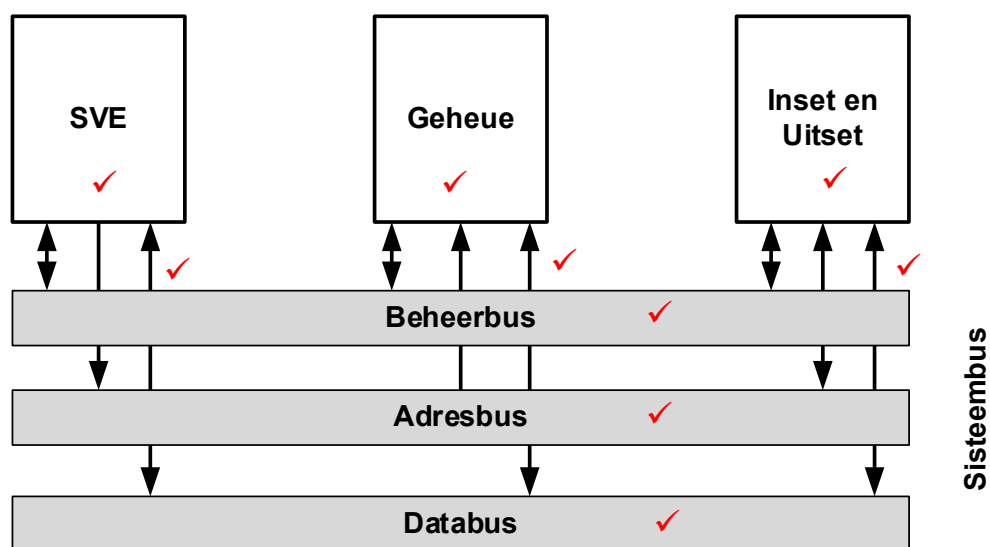 SVE
Geheue
Inset en
Uitset
Beheerbus
Adresbus
Databus
Sisteembus